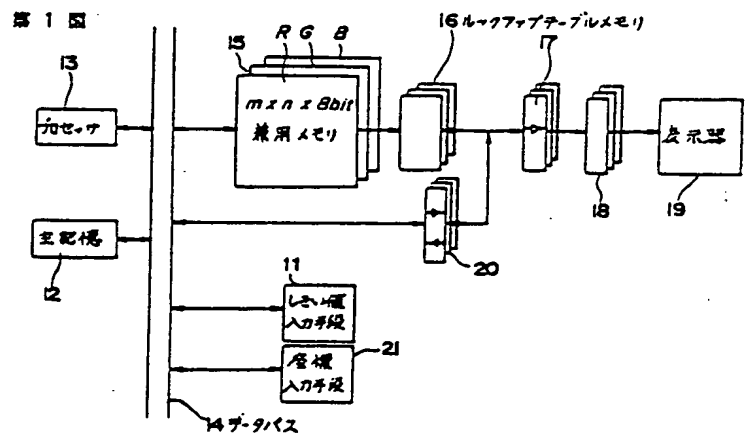 第1図
R G B
15
m×n×8bit
兼用メモリ
16 ルックアップテーブルメモリ
17
18
表示器
19
13
プロセッサ
主記憶
12
20
11
しきい値
入力手段
座標
入力手段
21
14 データバス